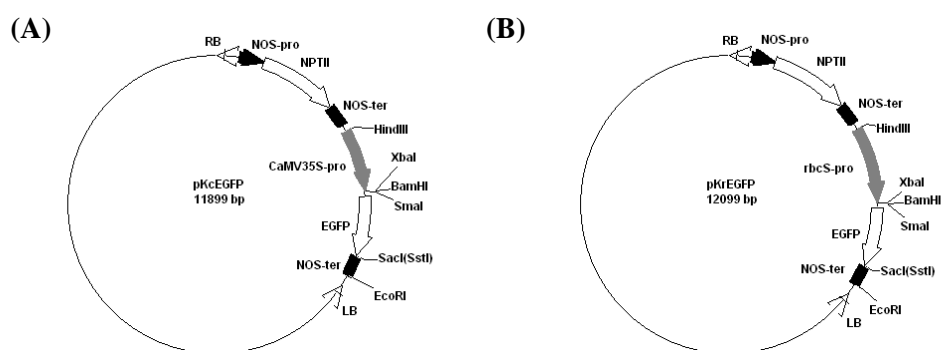 (A)
RB
NOS-pro
NPTII
NOS-ter
HindIII
CaMV35S-pro
XbaI
BamHI
SmaI
pKcEGFP
11899 bp
EGFP
SacI(SstI)
NOS-ter
EcoRI
LB
(B)
RB
NOS-pro
NPTII
NOS-ter
HindIII
rbcS-pro
XbaI
BamHI
SmaI
pKrEGFP
12099 bp
EGFP
SacI(SstI)
NOS-ter
EcoRI
LB